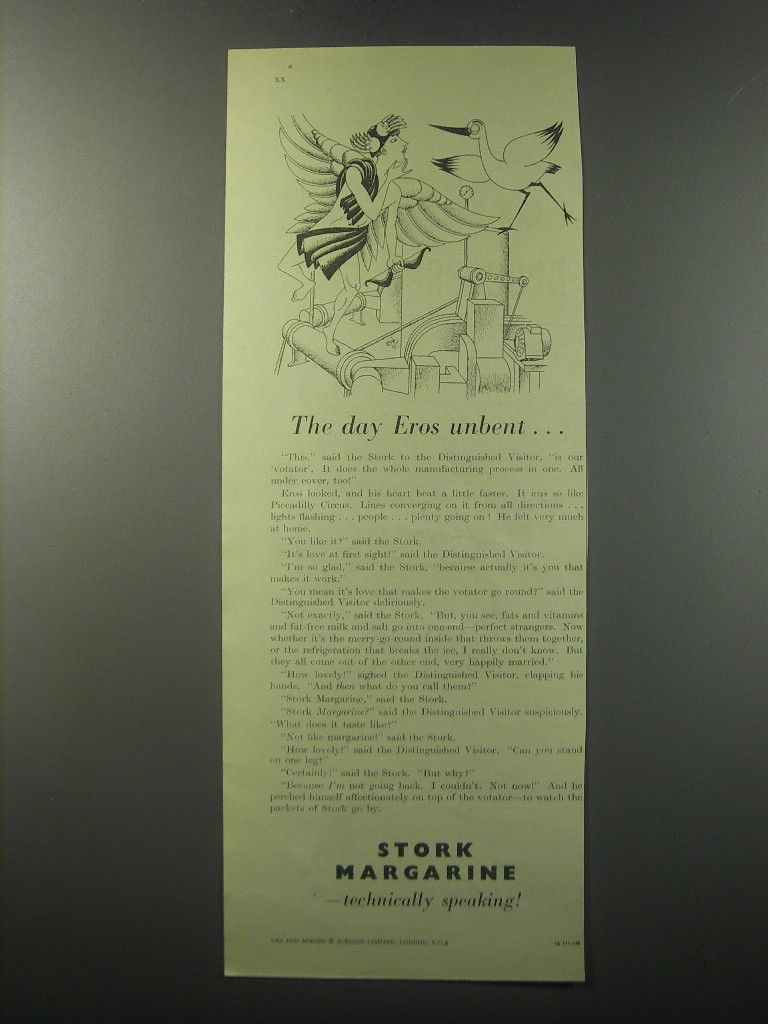 xx
The day Eros unbent . . .
"This," said the Stork to the Distinguished Visitor, "is our
'votator'. It does the whole manufacturing process in one. All
under cover, too!"
Eros looked, and his heart beat a little faster. It was so like
Piccadilly Circus. Lines converging on it from all directions . . .
lights flashing . . . people . . . plenty going on! He felt very much
at home.
"You like it?" said the Stork.
"It's love at first sight!" said the Distinguished Visitor.
"I'm so glad," said the Stork, "because actually it's you that
makes it work."
"You mean it's love that makes the votator go round?" said the
Distinguished Visitor deliriously.
"Not exactly," said the Stork. "But, you see, fats and vitamins
and fat-free milk and salt go into one end—perfect strangers. Now
whether it's the merry-go-round inside that throws them together,
or the refrigeration that breaks the ice, I really don't know. But
they all come out of the other end, very happily married."
"How lovely!" sighed the Distinguished Visitor, clapping his
hands. "And then what do you call them?"
"Stork Margarine," said the Stork.
"Stork Margarine?" said the Distinguished Visitor suspiciously.
"What does it taste like?"
"Not like margarine!" said the Stork.
"How lovely!" said the Distinguished Visitor. "Can you stand
on one leg?"
"Certainly!" said the Stork. "But why?"
"Because I'm not going back. I couldn't. Not now!" And he
perched himself affectionately on top of the votator—to watch the
packets of Stork go by.
STORK
MARGARINE
—technically speaking!
VAN DEN BERGHS & JURGENS LIMITED, LONDON, E.C.4